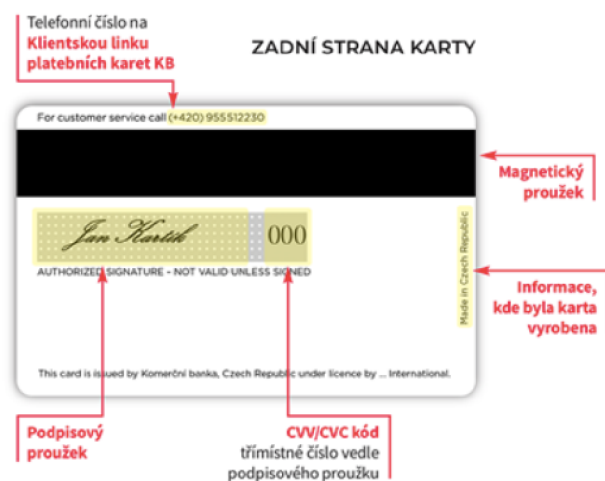 Telefonní číslo na
Klientskou linku
platebních karet KB
ZADNÍ STRANA KARTY
For customer service call (+420) 955512230
Magnetický
proužek
Jan Kartík
000
AUTHORIZED SIGNATURE - NOT VALID UNLESS SIGNED
Made in Czech Republic
Informace,
kde byla karta
vyrobena
This card is issued by Komerční banka, Czech Republic under licence by ... International.
Podpisový
proužek
CVV/CVC kód
třímístné číslo vedle
podpisového proužku